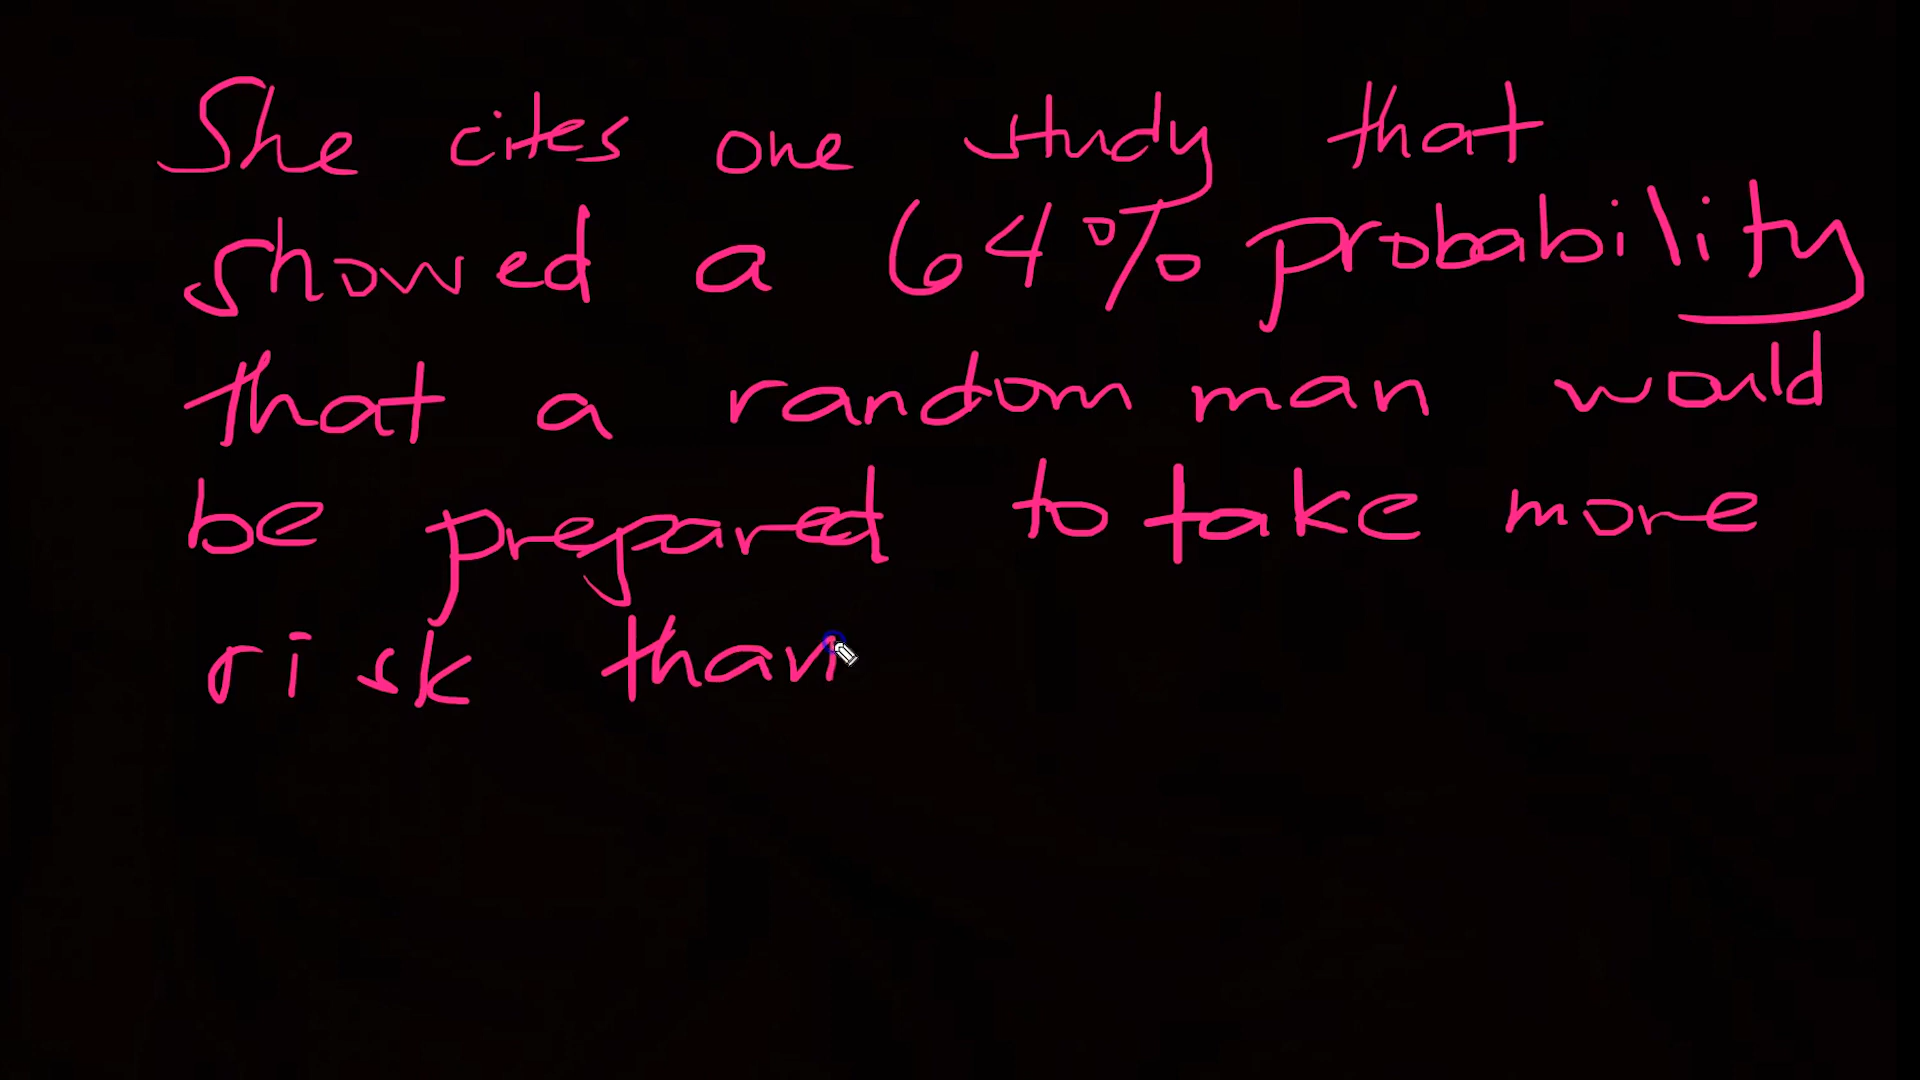 She cites one study that
showed a 64% probability
that a random man would
be prepared to take more
risk than